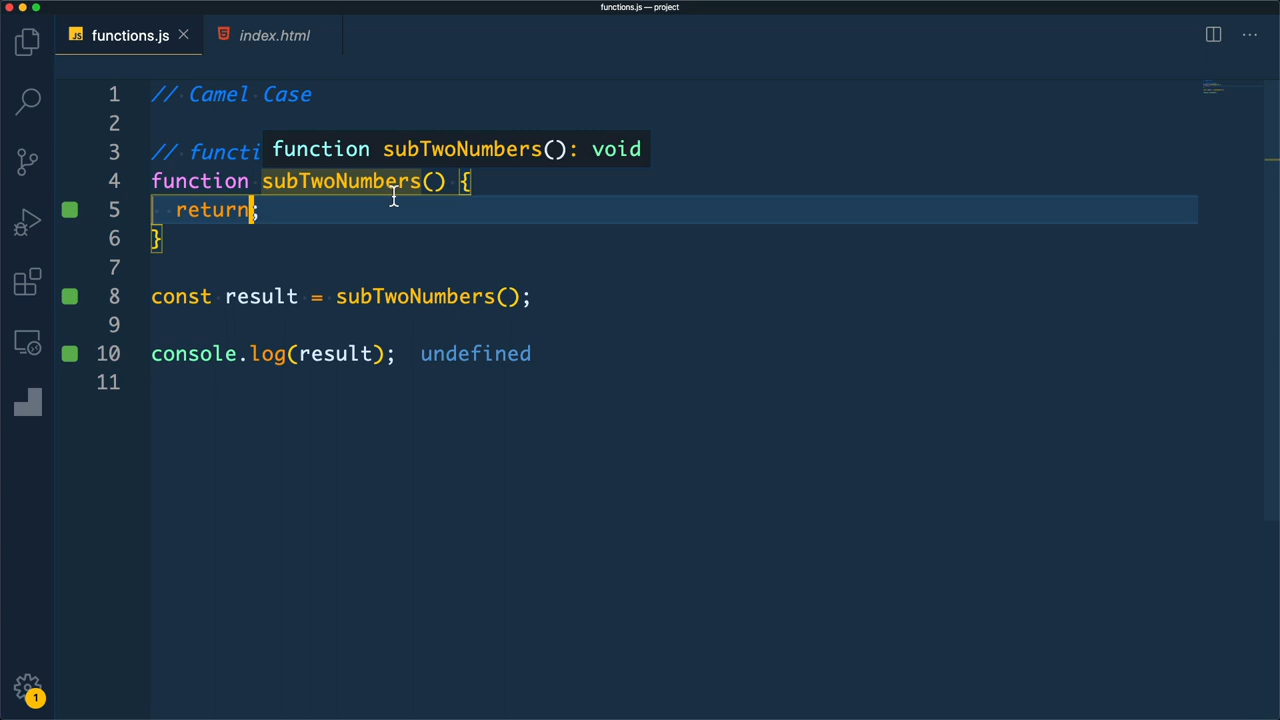 functions.js — project
functions.js
index.html
1 // Camel Case
2
3 // functi
function subTwoNumbers(): void
4 function subTwoNumbers() {
5 return;
6 }
7
8 const result = subTwoNumbers();
9
10 console.log(result); undefined
11
1